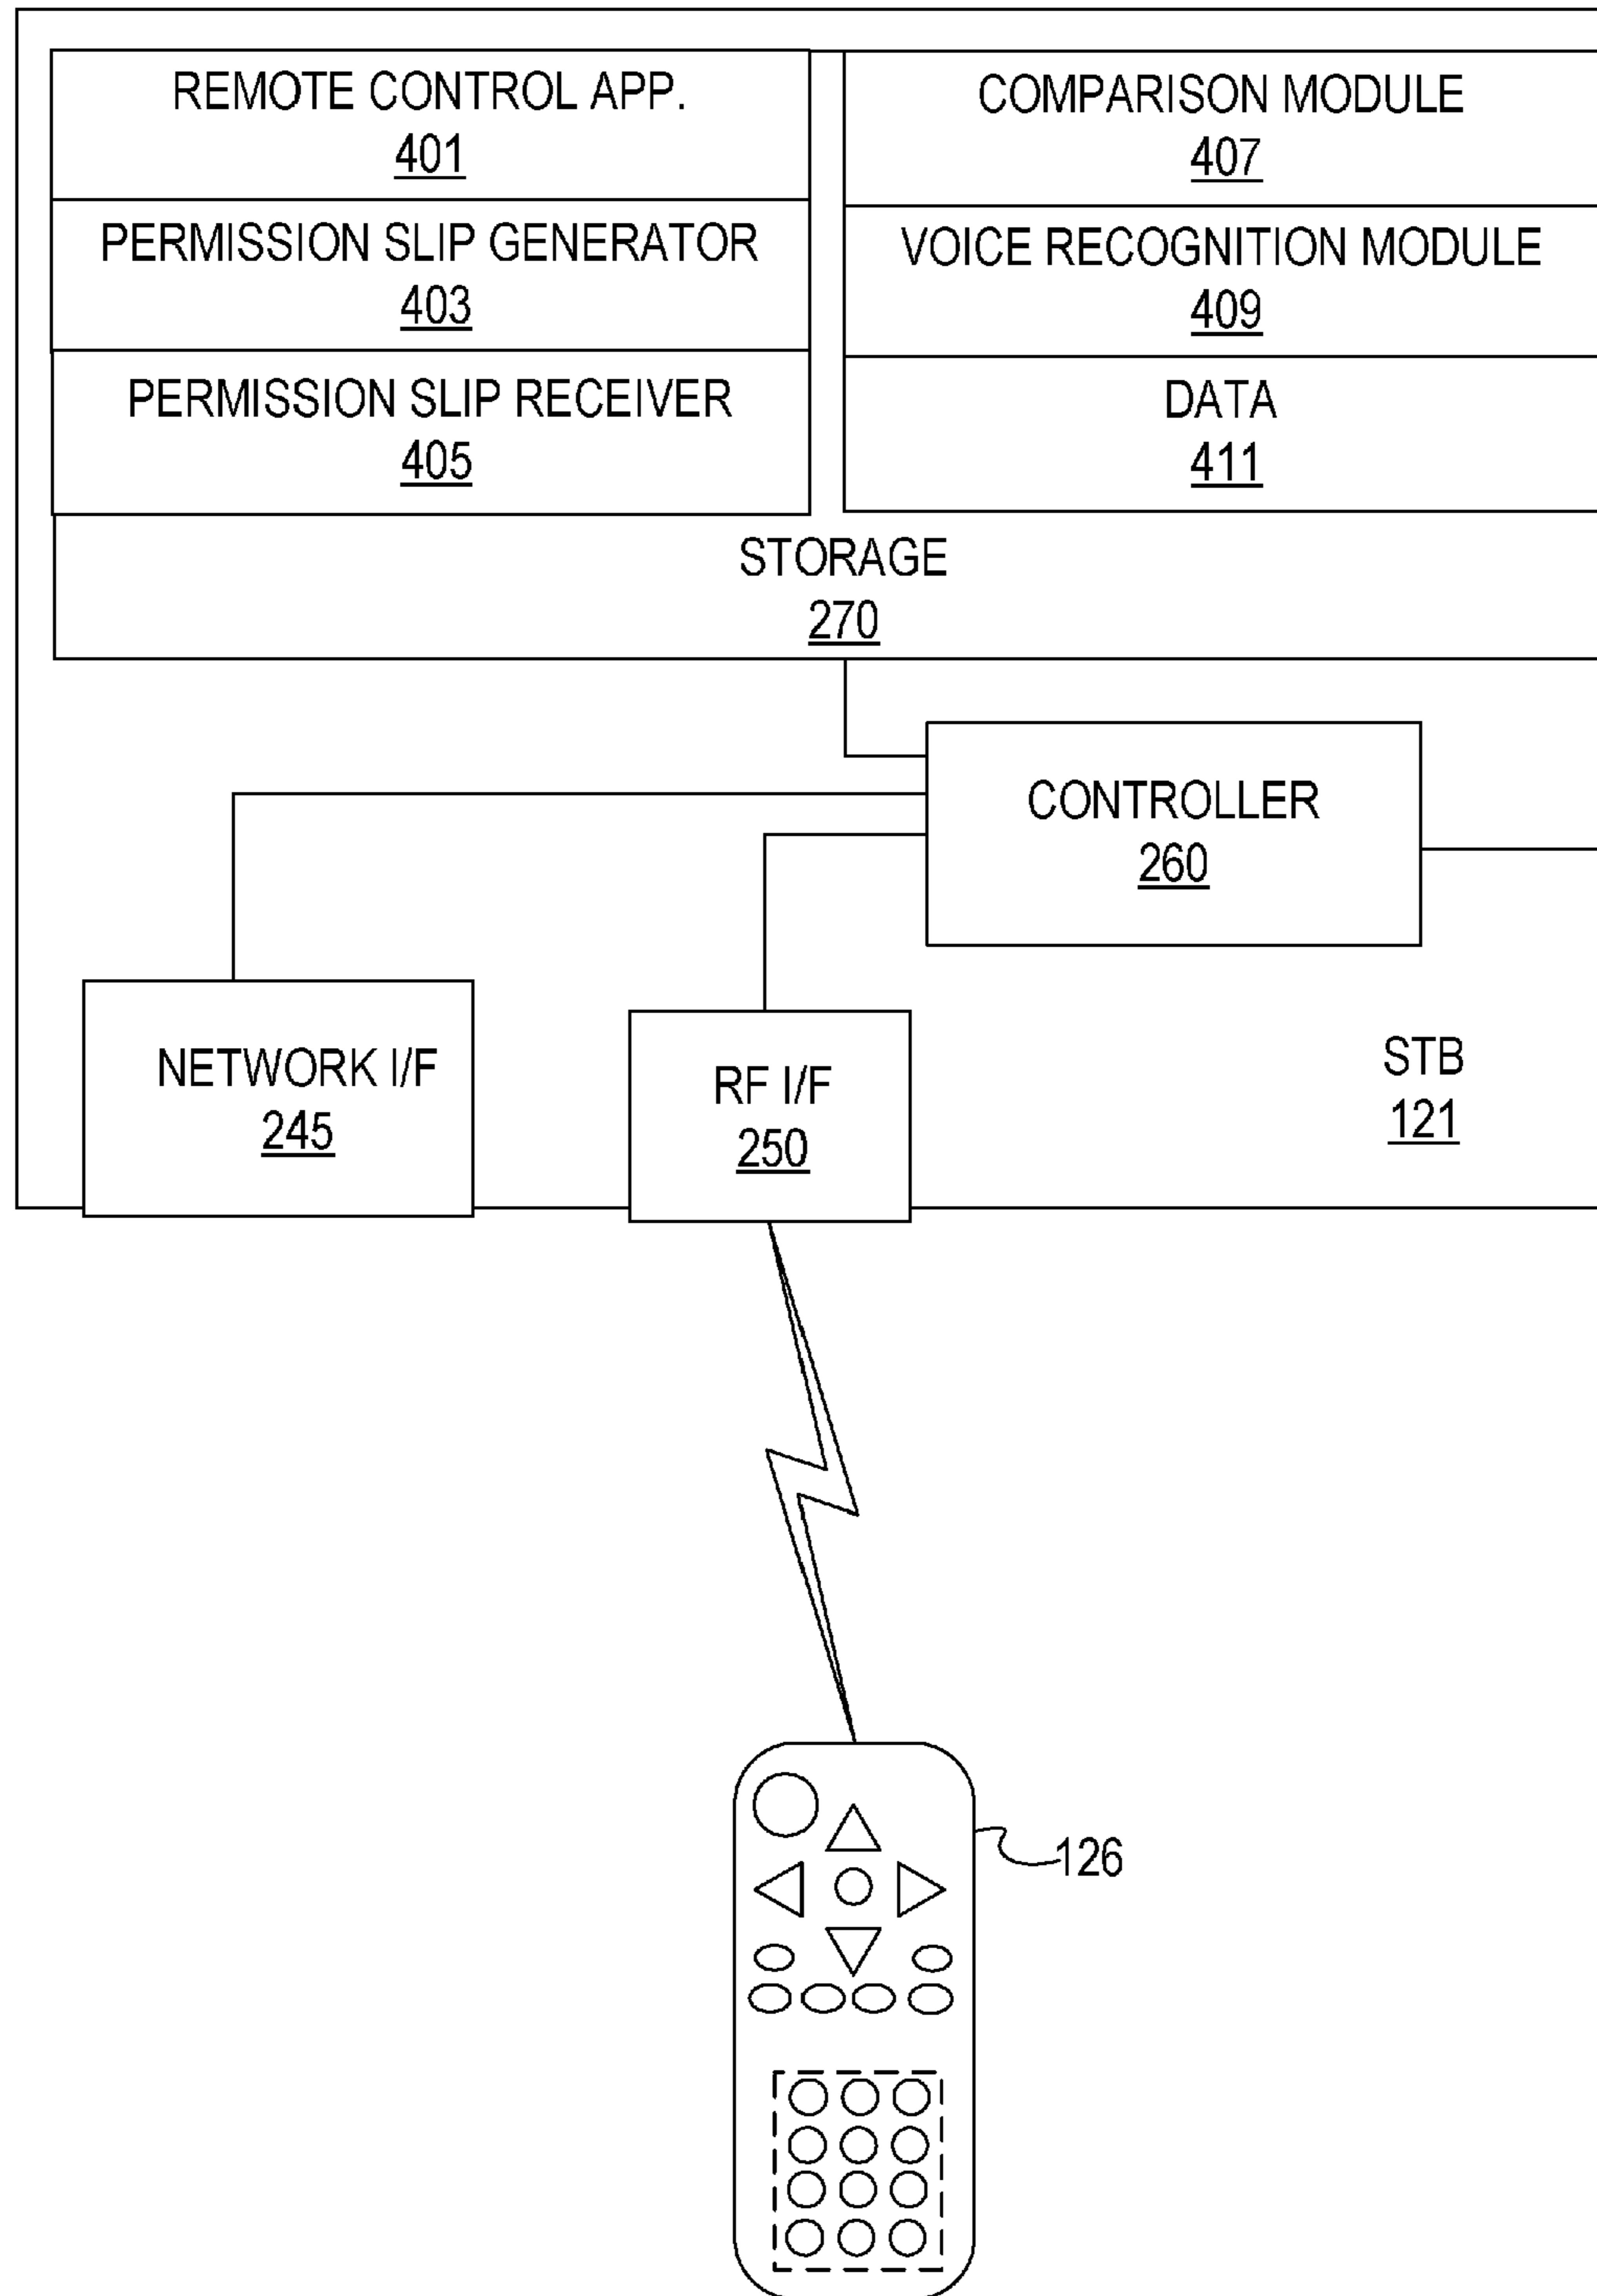 REMOTE CONTROL APP.
401
PERMISSION SLIP GENERATOR
403
PERMISSION SLIP RECEIVER
405
COMPARISON MODULE
407
VOICE RECOGNITION MODULE
409
DATA
411
STORAGE
270
CONTROLLER
260
NETWORK I/F
245
RF I/F
250
STB
121
126